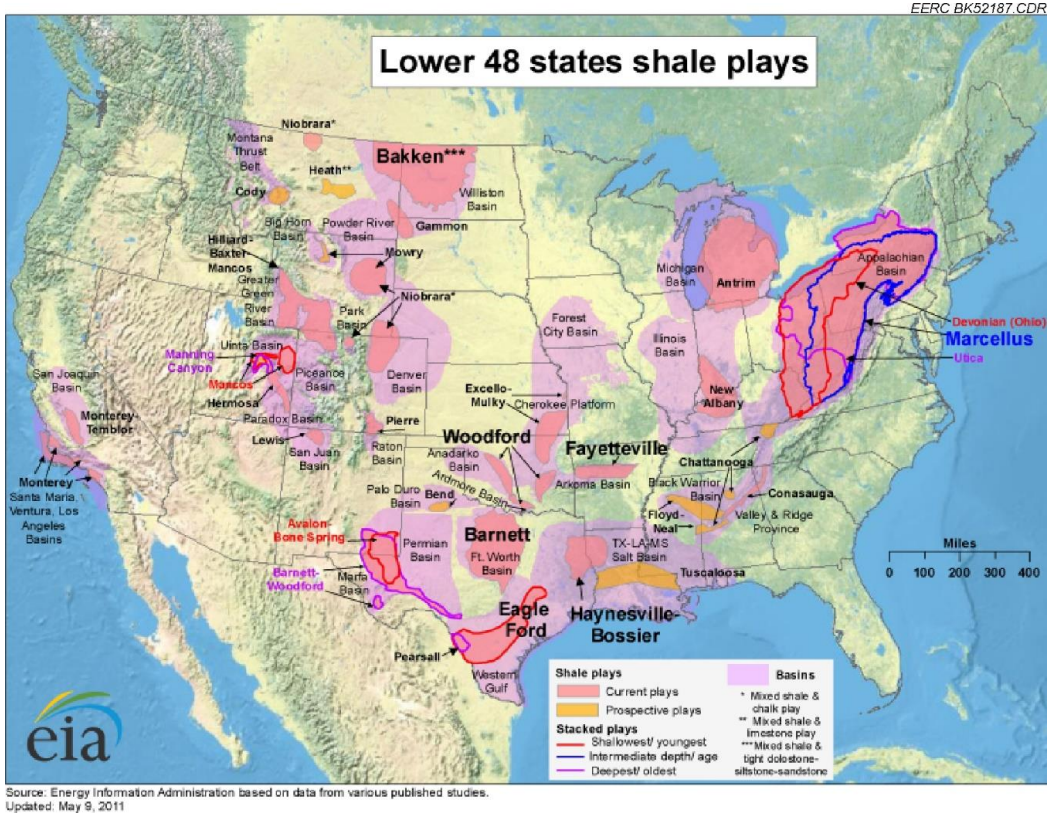 EERC BK52187.CDR
Lower 48 states shale plays
Niobrara*
Montana
Thrust
Belt
Bakken***
Heath**
Cody
Williston
Basin
Big Horn
Basin
Powder River
Basin
Gammon
Hilliard-
Baxter-
Mancos
Mowry
Greater
Green
River
Basin
Niobrara*
Park
Basin
Michigan
Basin
Antrim
Appalachian
Basin
Devonian (Ohio)
Marcellus
Utica
Forest
City Basin
Illinois
Basin
Uinta Basin
Manning
Canyon
Mancos
Piceance
Basin
Denver
Basin
San Joaquin
Basin
Hermosa
Excello-
Mulky
Cherokee Platform
New
Albany
Monterey-
Temblor
Paradox Basin
Pierre
Lewis
San Juan
Basin
Raton
Basin
Woodford
Anadarko
Basin
Fayetteville
Chattanooga
Monterey
Santa Maria,
Ventura, Los
Angeles
Basins
Ardmore Basin
Arkoma Basin
Black Warrior
Basin
Conasauga
Palo Duro
Basin
Bend
Floyd-
Neal
Valley & Ridge
Province
Avalon-
Bone Spring
Permian
Basin
Barnett
Ft. Worth
Basin
TX-LA-MS
Salt Basin
Tuscaloosa
Miles
0 100 200 300 400
Barnett-
Woodford
Marfa
Basin
Eagle
Ford
Haynesville-
Bossier
Pearsall
Western
Gulf
Shale plays
Current plays
Prospective plays
Stacked plays
Shallowest/ youngest
Intermediate depth/ age
Deepest/ oldest
Basins
* Mixed shale &
chalk play
** Mixed shale &
limestone play
***Mixed shale &
tight dolostone-
siltstone-sandstone
eia
Source: Energy Information Administration based on data from various published studies.
Updated: May 9, 2011